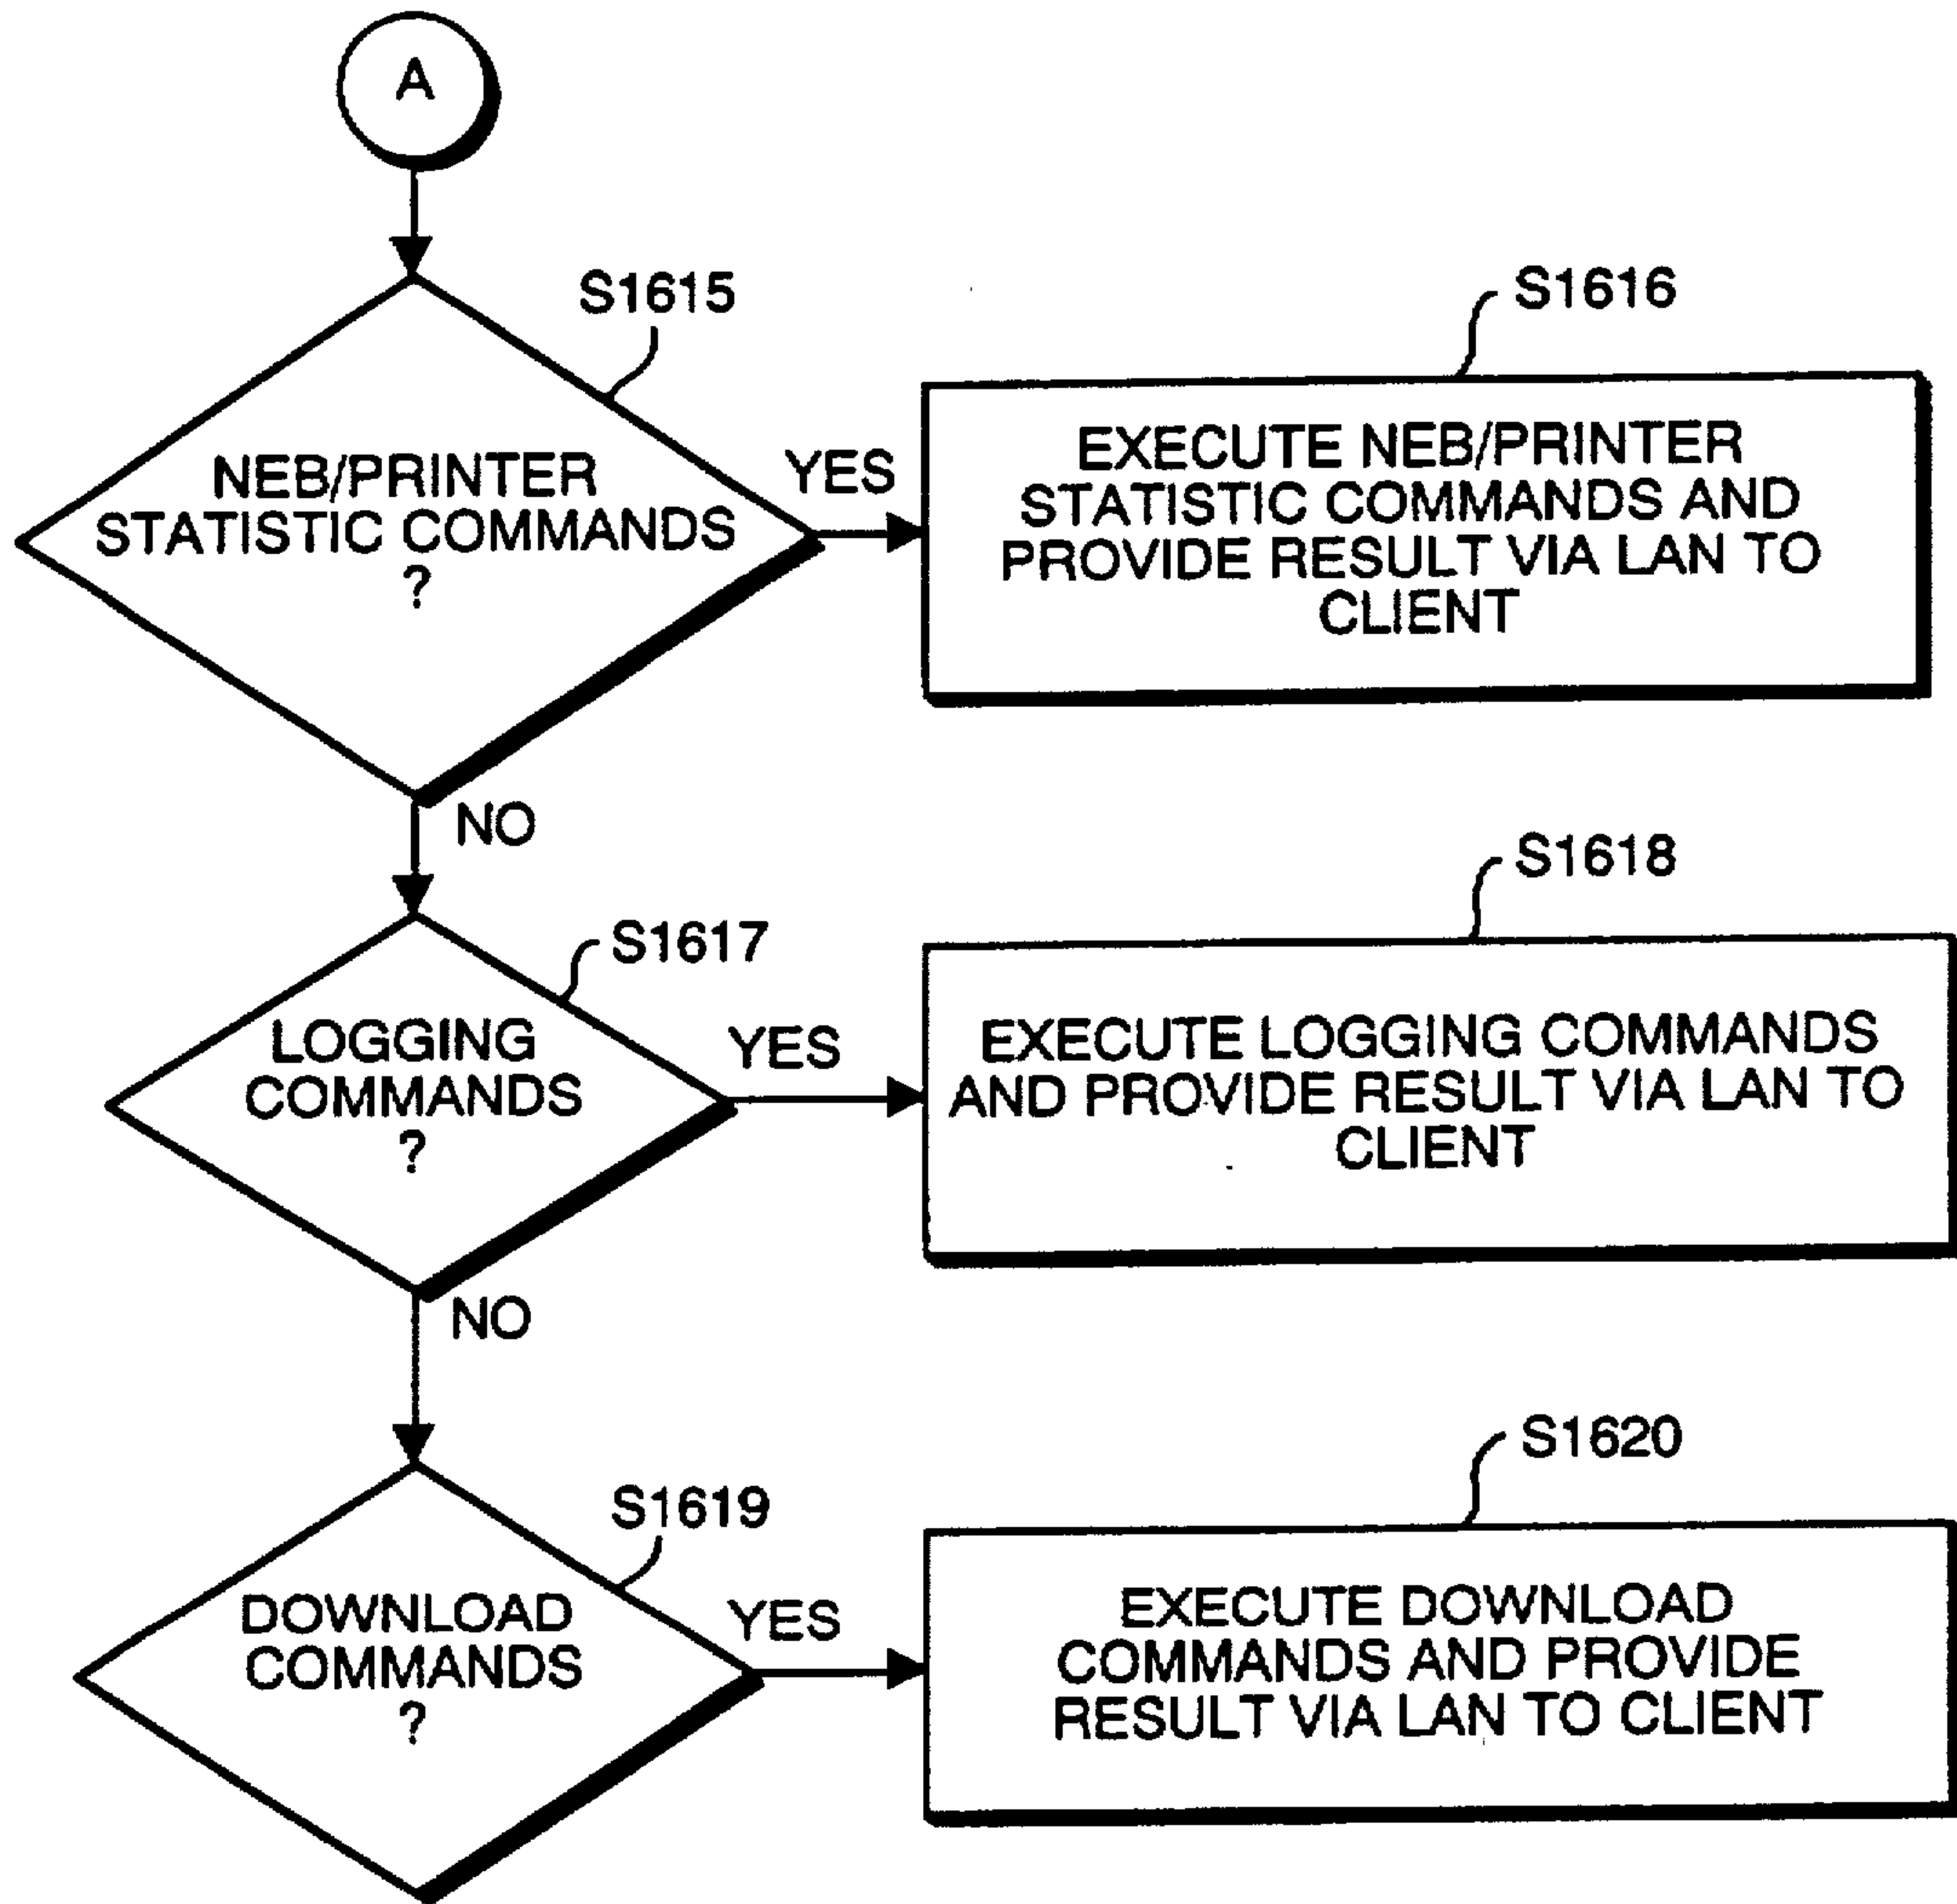 A
S1615
NEB/PRINTER
STATISTIC COMMANDS
?
YES
S1616
EXECUTE NEB/PRINTER
STATISTIC COMMANDS AND
PROVIDE RESULT VIA LAN TO
CLIENT
NO
S1617
LOGGING
COMMANDS
?
YES
S1618
EXECUTE LOGGING COMMANDS
AND PROVIDE RESULT VIA LAN TO
CLIENT
NO
S1619
DOWNLOAD
COMMANDS
?
YES
S1620
EXECUTE DOWNLOAD
COMMANDS AND PROVIDE
RESULT VIA LAN TO CLIENT